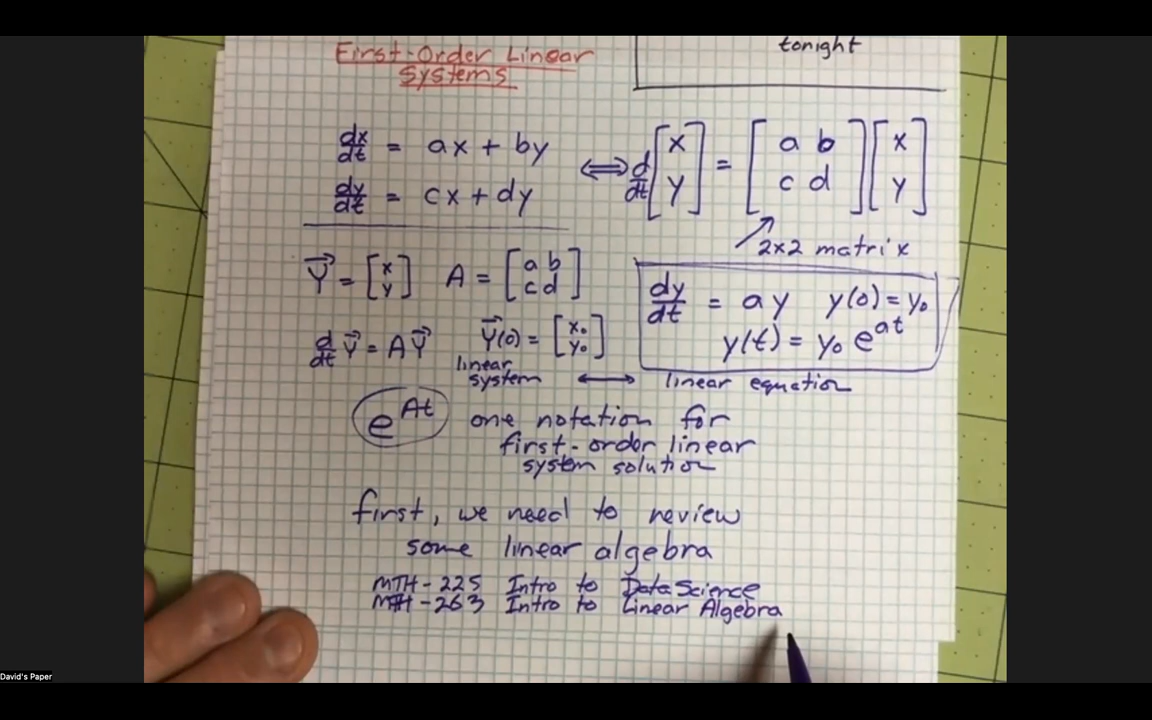 tonight
First-Order Linear
Systems
dx/dt = ax + by ⟺ d/dt [x y] = [a b c d] [x y]
dy/dt = cx + dy
2x2 matrix
Y⃗ = [x y] A = [a b c d]
dy/dt = ay y(0) = y₀
y(t) = y₀ e^{at}
d/dt Y⃗ = AY⃗ Y⃗(0) = [x₀ y₀]
linear
system ⟷ linear equation
e^{At} one notation for
first-order linear
system solution
first, we need to review
some linear algebra
MTH-225 Intro to Data Science
MTH-263 Intro to Linear Algebra
David's Paper